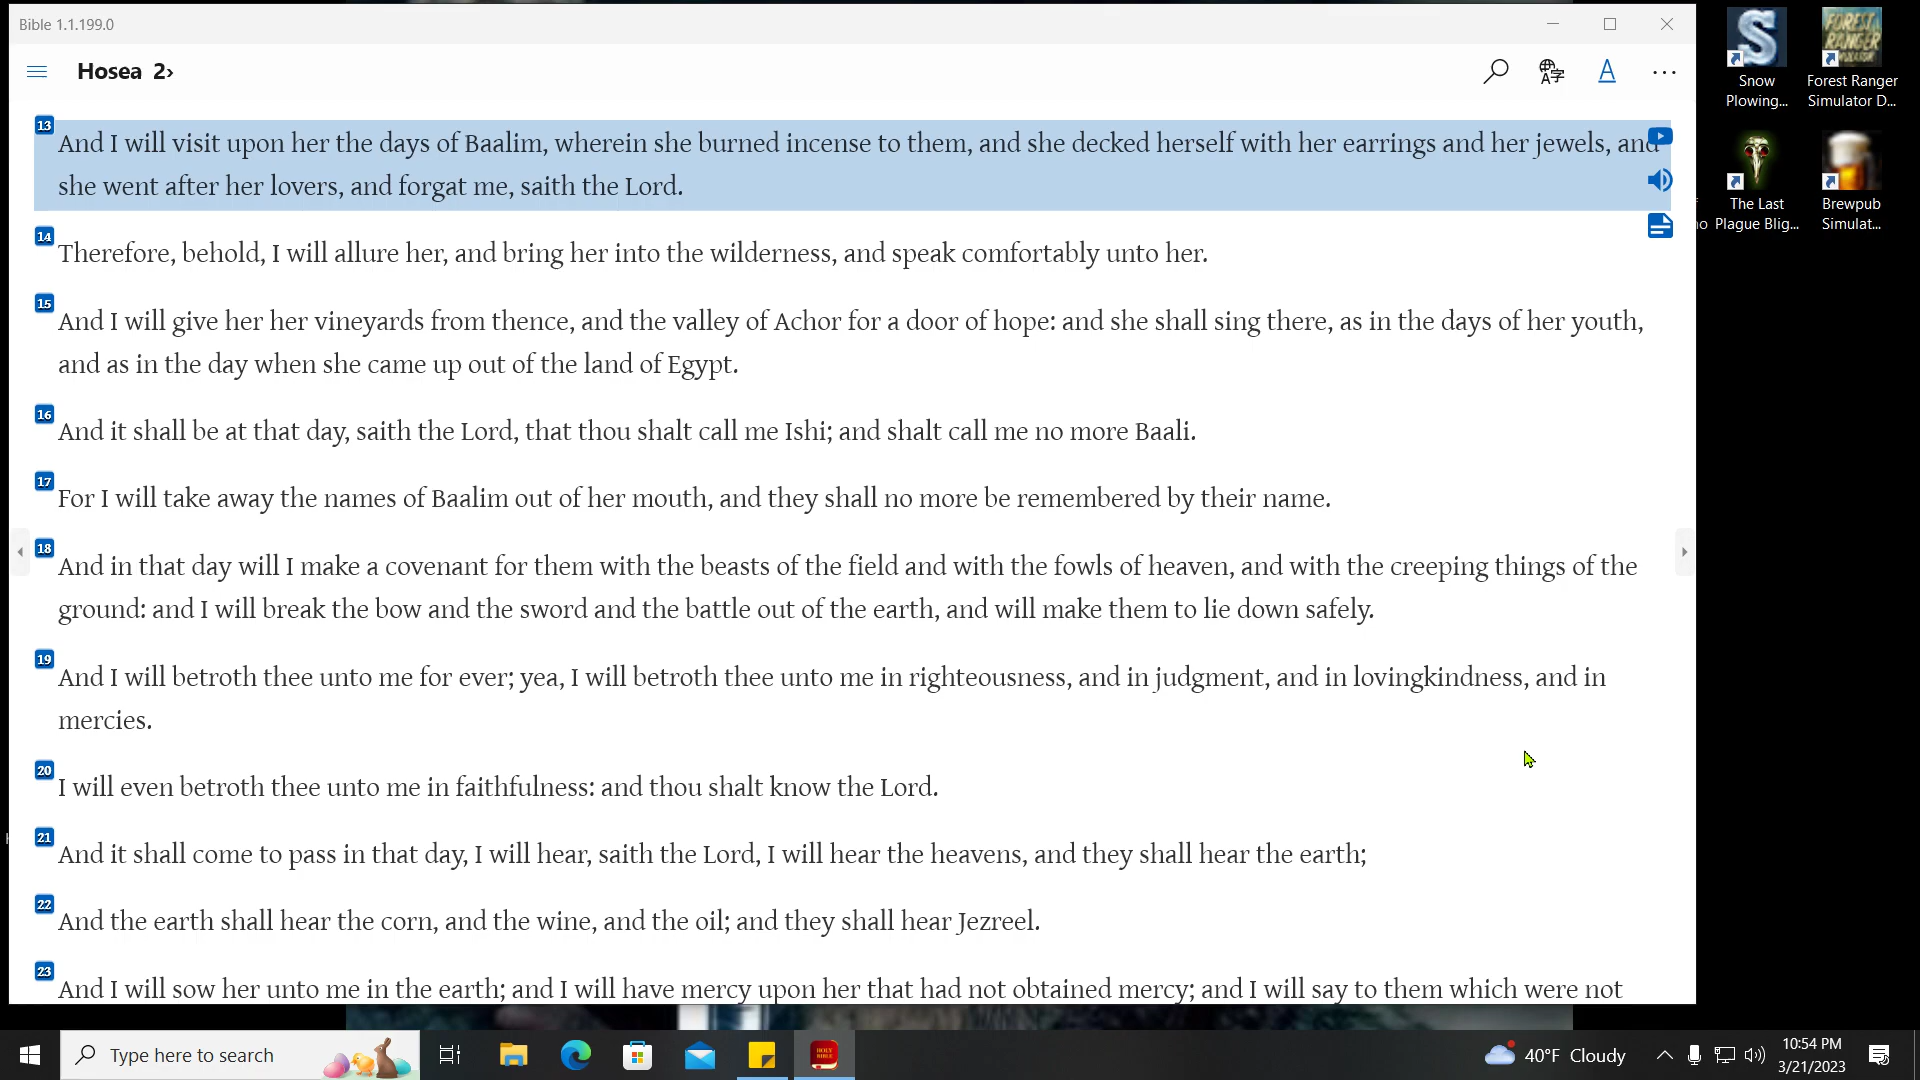 Bible 1.1.199.0
Hosea 2›
13
And I will visit upon her the days of Baalim, wherein she burned incense to them, and she decked herself with her earrings and her jewels, and
she went after her lovers, and forgat me, saith the Lord.
14
Therefore, behold, I will allure her, and bring her into the wilderness, and speak comfortably unto her.
15
And I will give her her vineyards from thence, and the valley of Achor for a door of hope: and she shall sing there, as in the days of her youth,
and as in the day when she came up out of the land of Egypt.
16
And it shall be at that day, saith the Lord, that thou shalt call me Ishi; and shalt call me no more Baali.
17
For I will take away the names of Baalim out of her mouth, and they shall no more be remembered by their name.
18
And in that day will I make a covenant for them with the beasts of the field and with the fowls of heaven, and with the creeping things of the
ground: and I will break the bow and the sword and the battle out of the earth, and will make them to lie down safely.
19
And I will betroth thee unto me for ever; yea, I will betroth thee unto me in righteousness, and in judgment, and in lovingkindness, and in
mercies.
20
I will even betroth thee unto me in faithfulness: and thou shalt know the Lord.
21
And it shall come to pass in that day, I will hear, saith the Lord, I will hear the heavens, and they shall hear the earth;
22
And the earth shall hear the corn, and the wine, and the oil; and they shall hear Jezreel.
23
And I will sow her unto me in the earth; and I will have mercy upon her that had not obtained mercy; and I will say to them which were not
Snow
Plowing...
FOREST
RANGER
Forest Ranger
Simulator D...
The Last
Plague Blig...
Brewpub
Simulat...
Type here to search
HOLY
BIBLE
40°F Cloudy
10:54 PM
3/21/2023